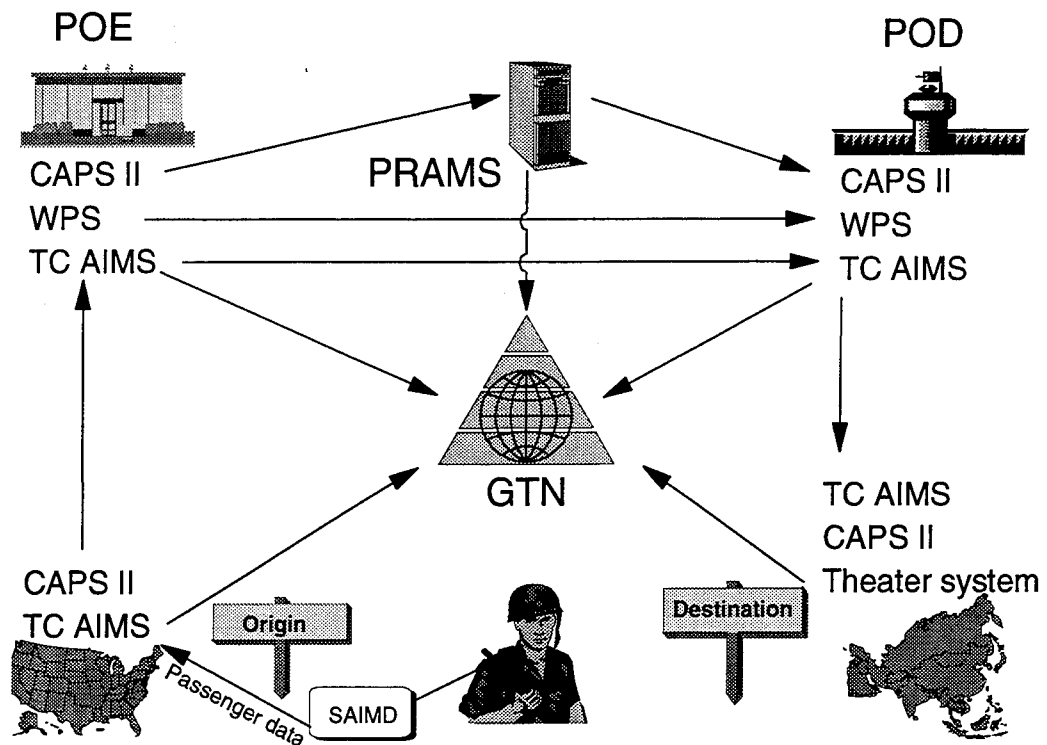 POE
POD
CAPS II
WPS
TC AIMS
PRAMS
CAPS II
WPS
TC AIMS
GTN
TC AIMS
CAPS II
Theater system
CAPS II
TC AIMS
Origin
Destination
Passenger data
SAIMD